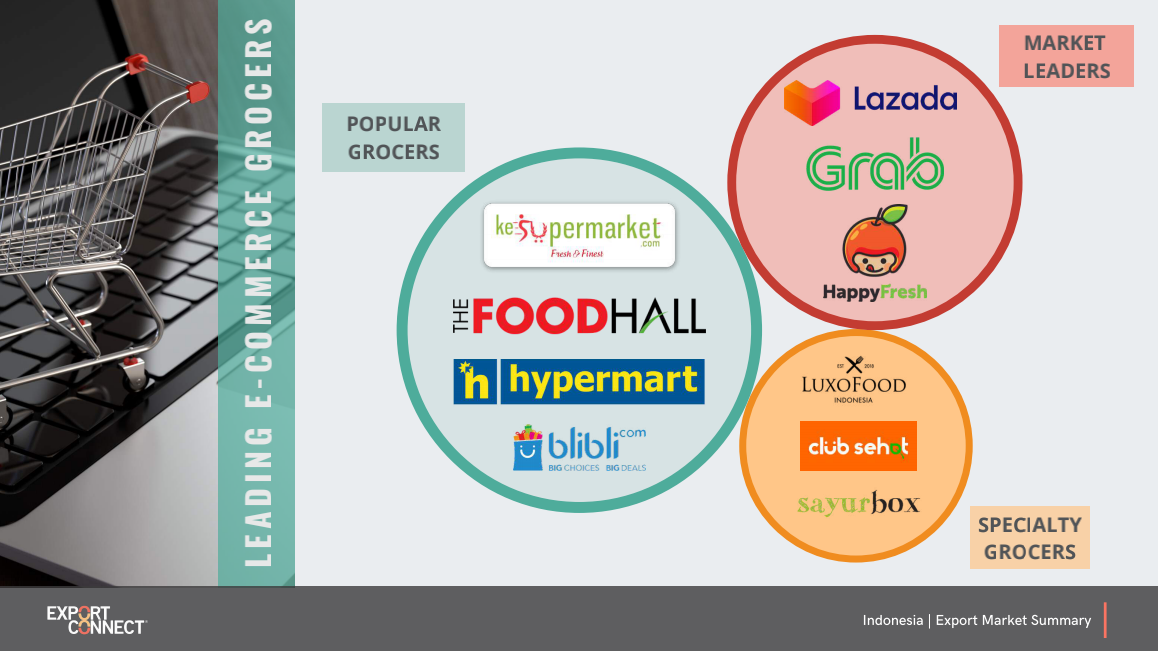 LEADING E-COMMERCE GROCERS
POPULAR
GROCERS
kesupermarket
.com
Fresh & Finest
THE FOODHALL
h hypermart
blibli.com
BIG CHOICES BIG DEALS
MARKET
LEADERS
Lazada
Grab
HappyFresh
EST 2016
LUXOFOOD
INDONESIA
club sehat
sayurbox
SPECIALTY
GROCERS
EXPORT
CONNECT
Indonesia | Export Market Summary